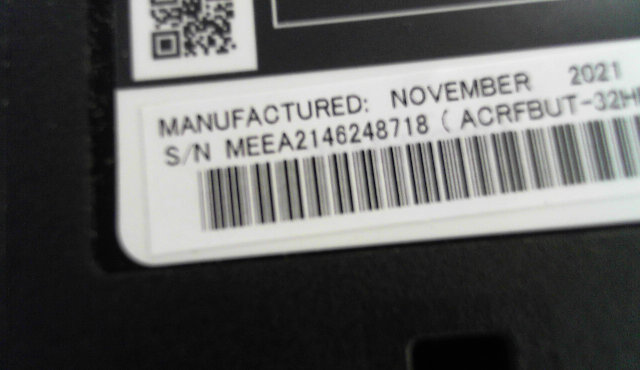 MANUFACTURED: NOVEMBER 2021
S/N MEEA2146248718 (ACRFBUT-32H